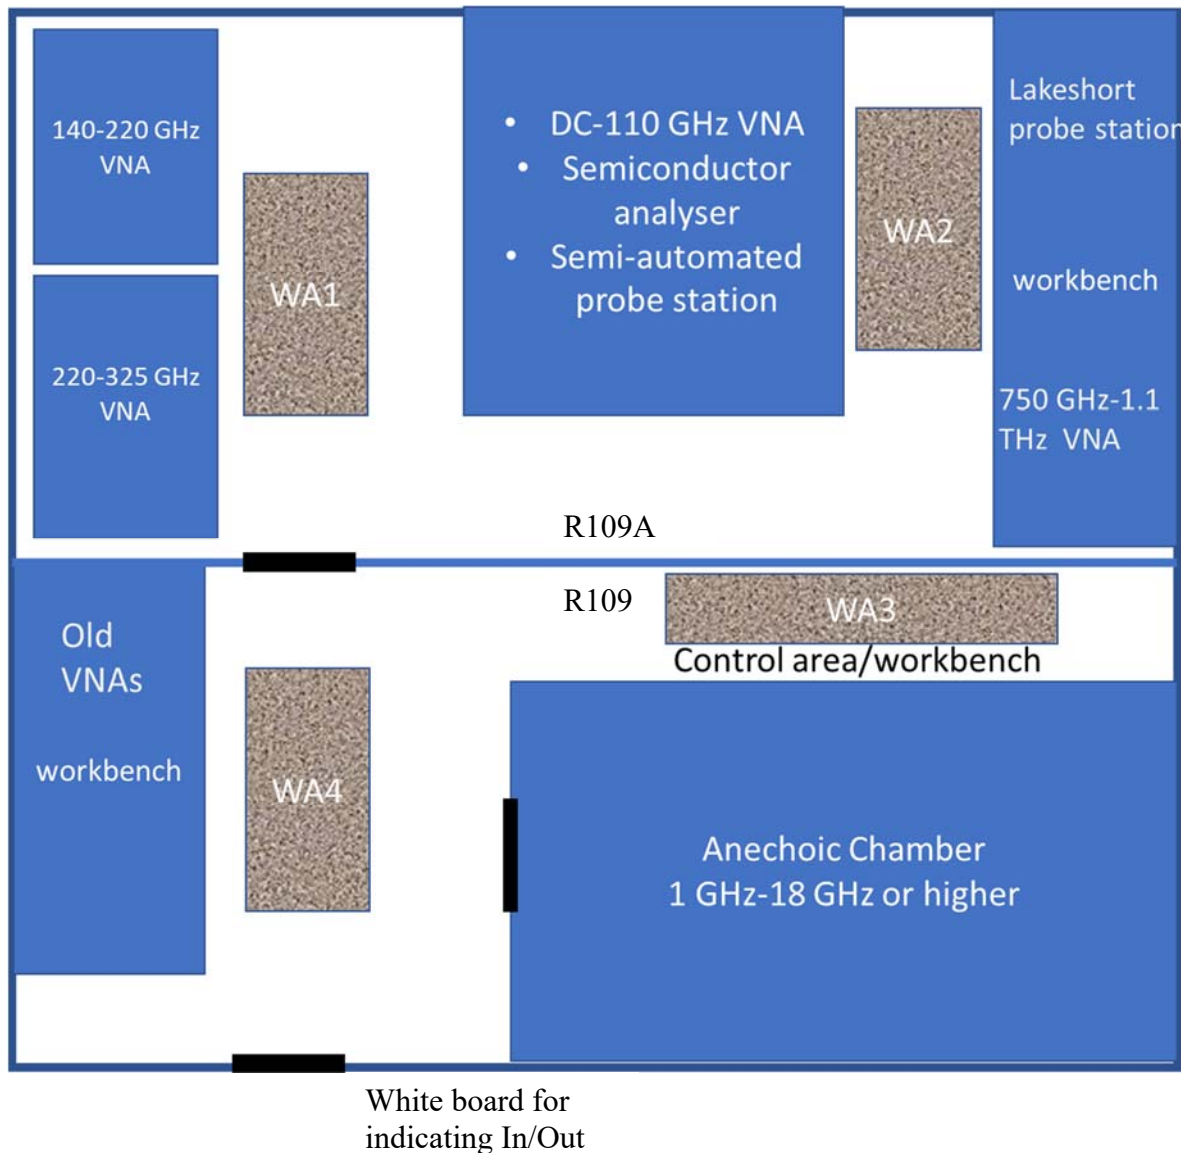 140-220 GHz
VNA
220-325 GHz
VNA
WA1
• DC-110 GHz VNA
• Semiconductor
analyser
• Semi-automated
probe station
WA2
Lakeshort
probe station
workbench
750 GHz-1.1
THz VNA
R109A
R109
WA3
Control area/workbench
Old
VNAs
workbench
WA4
Anechoic Chamber
1 GHz-18 GHz or higher
White board for
indicating In/Out